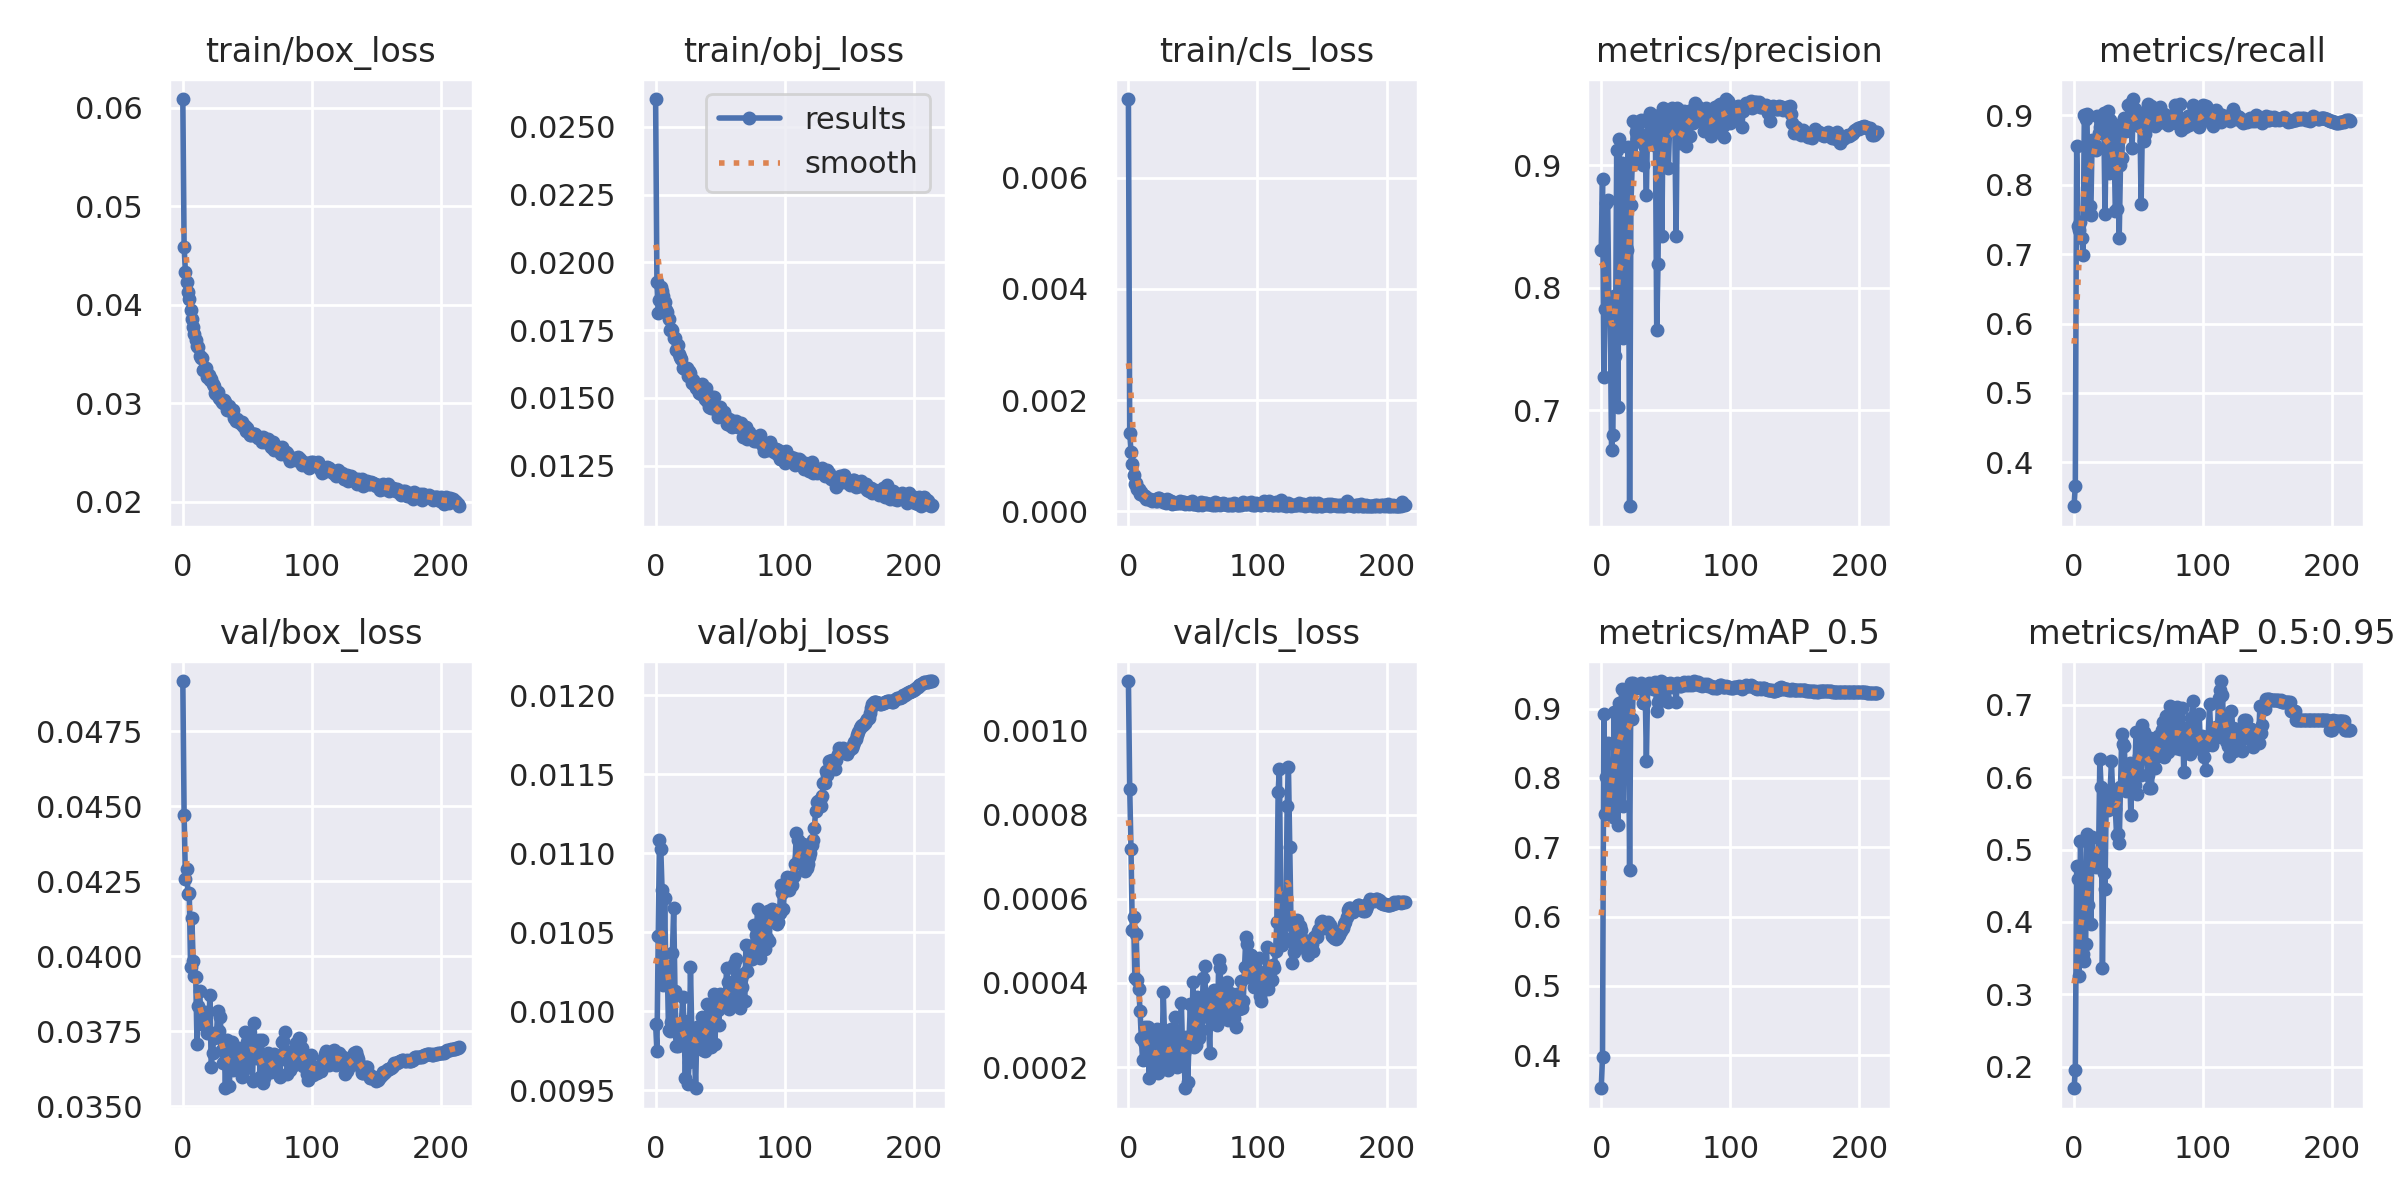 train/box_loss
0.06
0.05
0.04
0.03
0.02
0 100 200
train/obj_loss
results
smooth
0.0250
0.0225
0.0200
0.0175
0.0150
0.0125
0 100 200
train/cls_loss
0.006
0.004
0.002
0.000
0 100 200
metrics/precision
0.9
0.8
0.7
0 100 200
metrics/recall
0.9
0.8
0.7
0.6
0.5
0.4
0 100 200
val/box_loss
0.0475
0.0450
0.0425
0.0400
0.0375
0.0350
0 100 200
val/obj_loss
0.0120
0.0115
0.0110
0.0105
0.0100
0.0095
0 100 200
val/cls_loss
0.0010
0.0008
0.0006
0.0004
0.0002
0 100 200
metrics/mAP_0.5
0.9
0.8
0.7
0.6
0.5
0.4
0 100 200
metrics/mAP_0.5:0.95
0.7
0.6
0.5
0.4
0.3
0.2
0 100 200